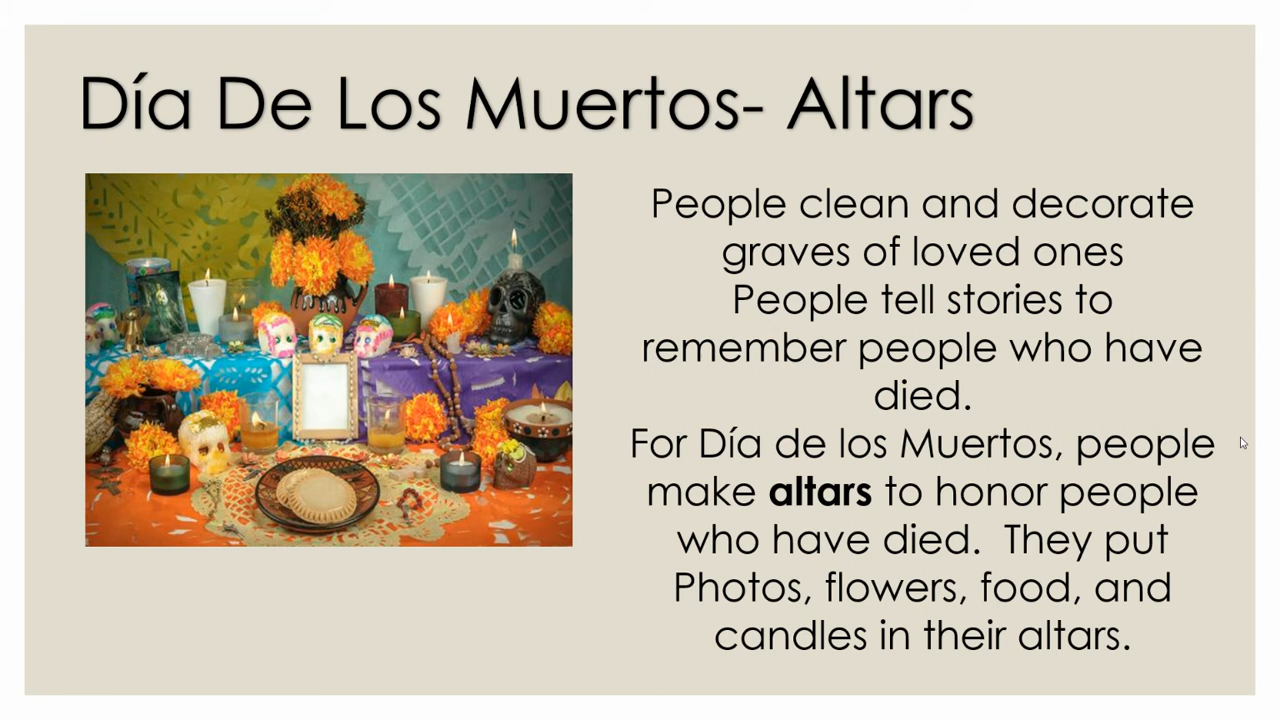 Día De Los Muertos- Altars
People clean and decorate
graves of loved ones
People tell stories to
remember people who have
died.
For Día de los Muertos, people
make altars to honor people
who have died.  They put
Photos, flowers, food, and
candles in their altars.